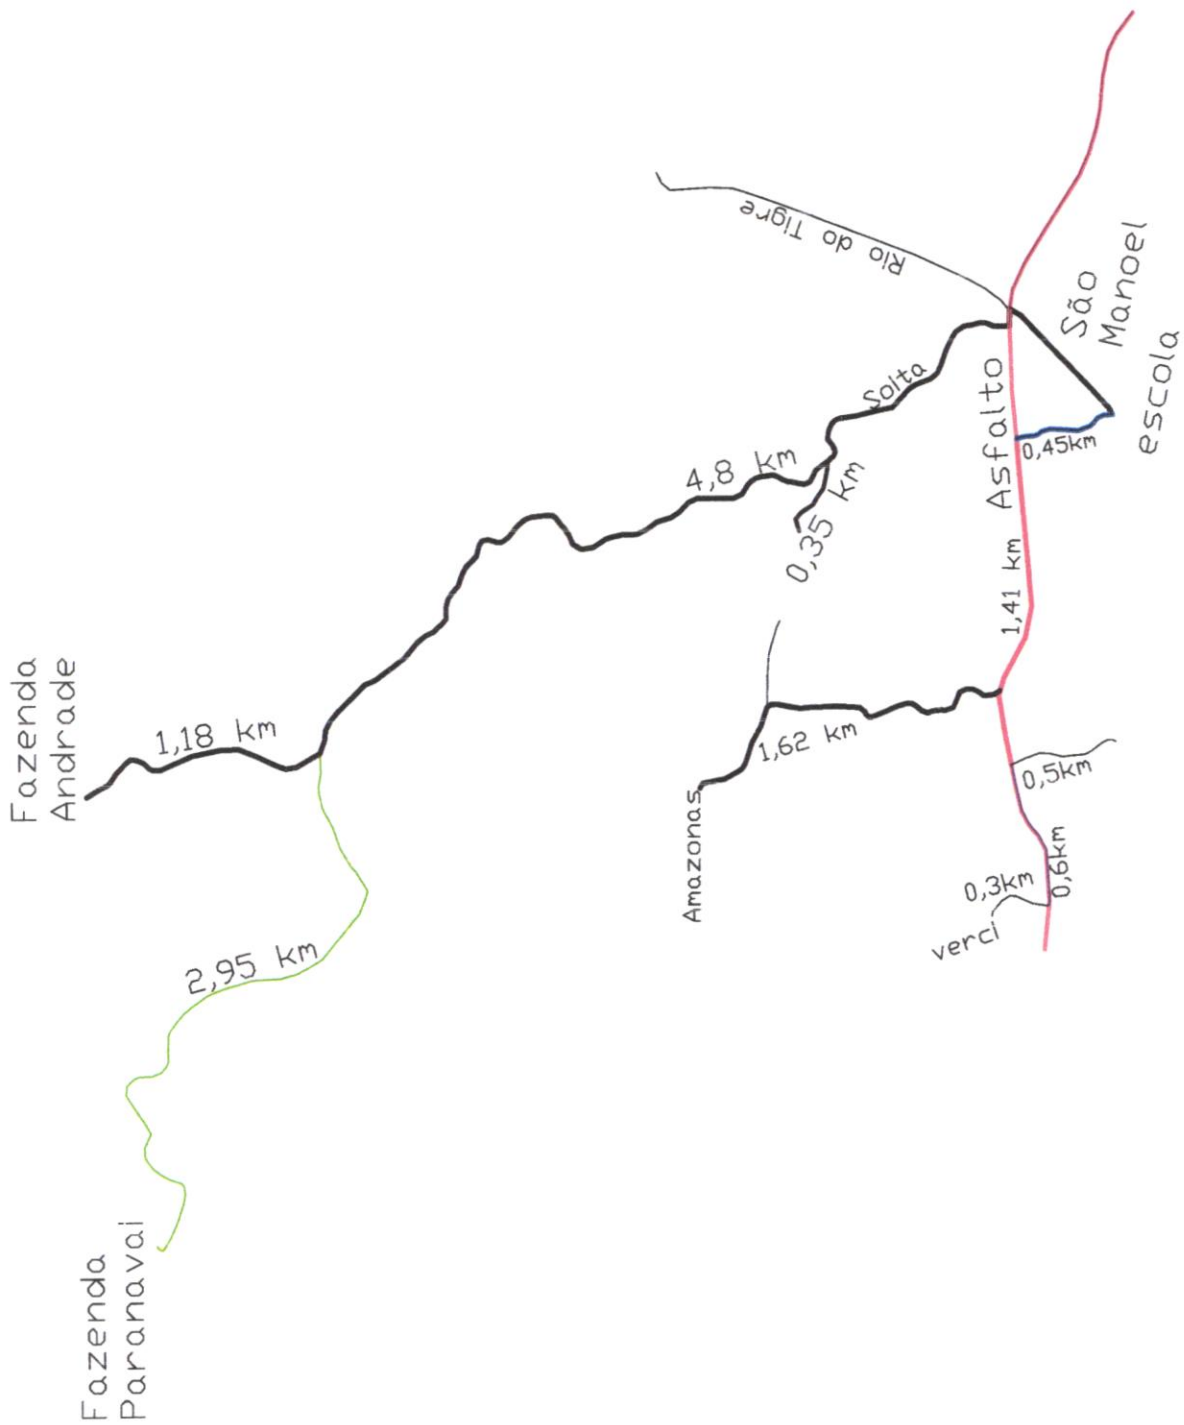 Rio do Tigre
São
Manoel
escola
Asfalto
0,45km
Solta
4,8 km
0,35 km
1,41 km
Fazenda
Andrade
1,18 km
1,62 km
Amazonas
0,5km
0,6km
0,3km
verci
2,95 km
Fazenda
Paranavai